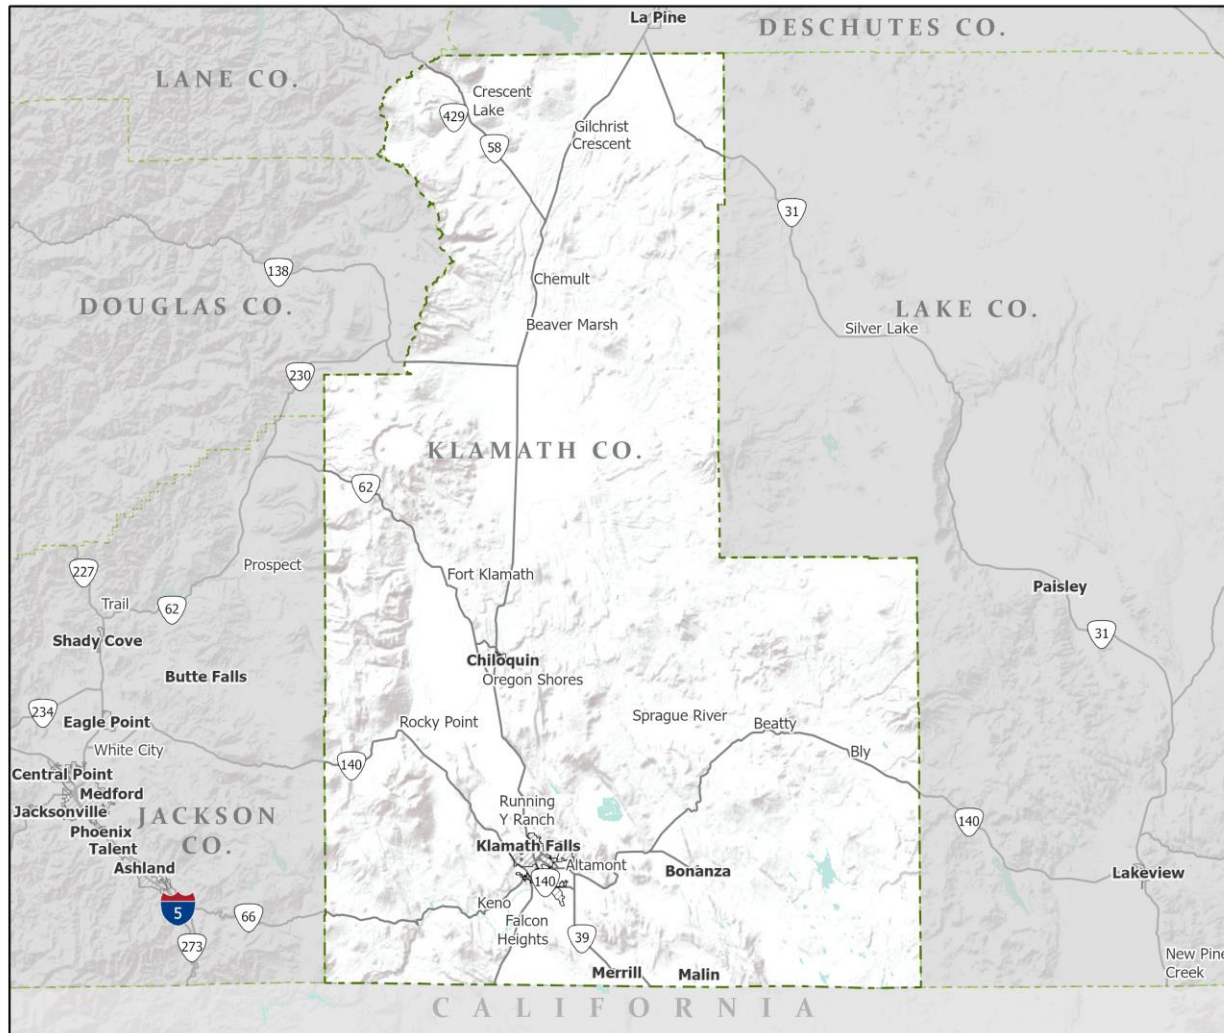 La Pine
DESCHUTES CO.
LANE CO.
Crescent
Lake
429
58
Gilchrist
Crescent
31
138
Chemult
DOUGLAS CO.
LAKE CO.
Beaver Marsh
Silver Lake
230
KLAMATH CO.
62
Prospect
227
Fort Klamath
Paisley
Trail
62
31
Shady Cove
Chiloquin
Butte Falls
Oregon Shores
234
Eagle Point
Rocky Point
Sprague River
Beatty
White City
Bly
140
Central Point
Medford
Jacksonville
JACKSON
CO.
Running
Y Ranch
140
Phoenix
Talent
Klamath Falls
Ashland
Altamont
Bonanza
Lakeview
140
5
66
Keno
Falcon
Heights
39
273
New Pine
Creek
Merrill
Malin
CALIFORNIA